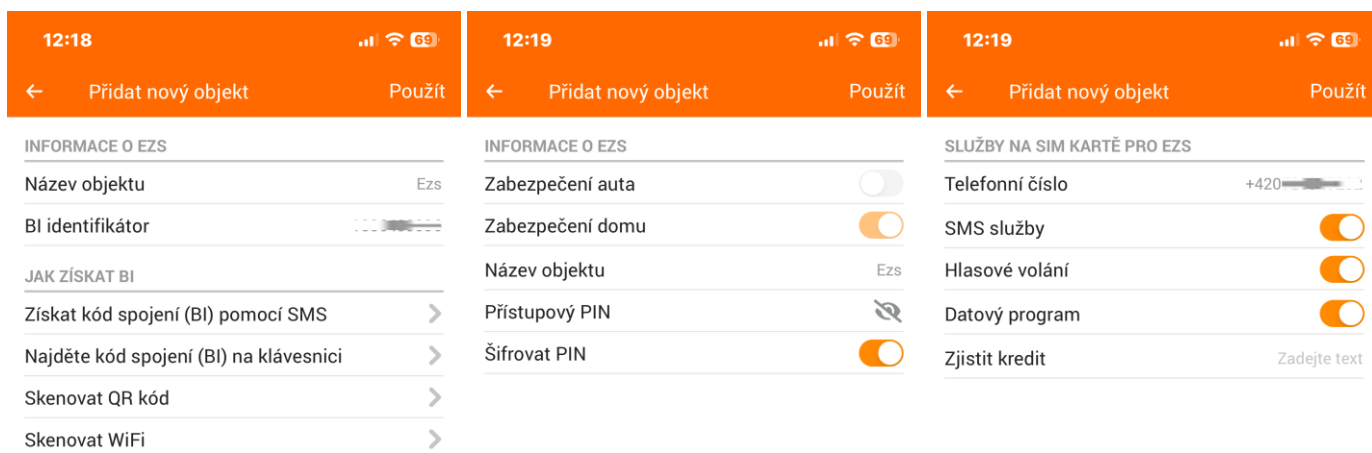 12:18
69
Přidat nový objekt
Použít
INFORMACE O EZS
Název objektu
Ezs
BI identifikátor
JAK ZÍSKAT BI
Získat kód spojení (BI) pomocí SMS
Najděte kód spojení (BI) na klávesnici
Skenovat QR kód
Skenovat WiFi
12:19
69
Přidat nový objekt
Použít
INFORMACE O EZS
Zabezpečení auta
Zabezpečení domu
Název objektu
Ezs
Přístupový PIN
Šifrovat PIN
12:19
69
Přidat nový objekt
Použít
SLUŽBY NA SIM KARTĚ PRO EZS
Telefonní číslo
+420
SMS služby
Hlasové volání
Datový program
Zjistit kredit
Zadejte text